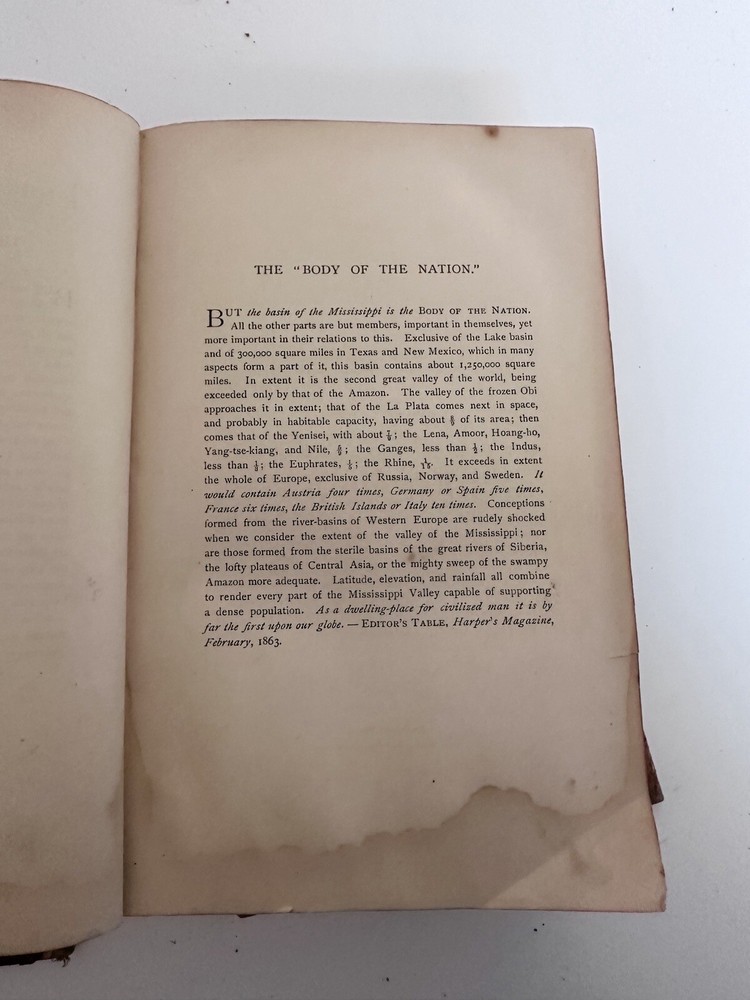 THE "BODY OF THE NATION."
BUT the basin of the Mississippi is the BODY OF THE NATION.
All the other parts are but members, important in themselves, yet
more important in their relations to this. Exclusive of the Lake basin
and of 300,000 square miles in Texas and New Mexico, which in many
aspects form a part of it, this basin contains about 1,250,000 square
miles. In extent it is the second great valley of the world, being
exceeded only by that of the Amazon. The valley of the frozen Obi
approaches it in extent; that of the La Plata comes next in space,
and probably in habitable capacity, having about 8/9 of its area; then
comes that of the Yenisei, with about 7/9; the Lena, Amoor, Hoang-ho,
Yang-tse-kiang, and Nile, 5/9; the Ganges, less than 1/2; the Indus,
less than 1/3; the Euphrates, 1/5; the Rhine, 1/15. It exceeds in extent
the whole of Europe, exclusive of Russia, Norway, and Sweden. It
would contain Austria four times, Germany or Spain five times,
France six times, the British Islands or Italy ten times. Conceptions
formed from the river-basins of Western Europe are rudely shocked
when we consider the extent of the valley of the Mississippi; nor
are those formed from the sterile basins of the great rivers of Siberia,
the lofty plateaus of Central Asia, or the mighty sweep of the swampy
Amazon more adequate. Latitude, elevation, and rainfall all combine
to render every part of the Mississippi Valley capable of supporting
a dense population. As a dwelling-place for civilized man it is by
far the first upon our globe. — EDITOR'S TABLE, Harper's Magazine,
February, 1863.